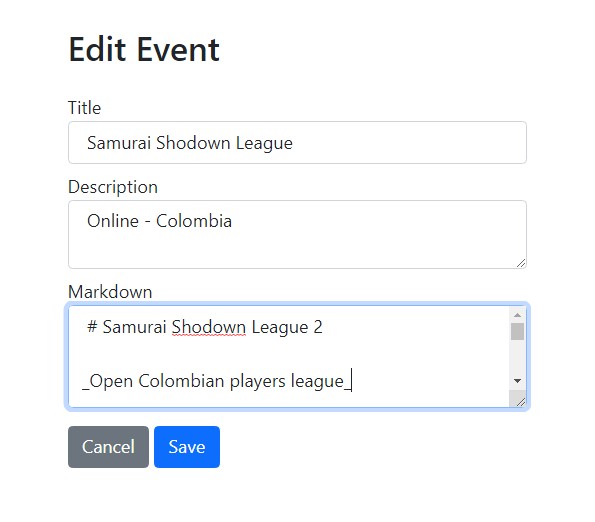 Edit Event
Title
Samurai Shodown League
Description
Online - Colombia
Markdown
# Samurai Shodown League 2
_Open Colombian players league_
Cancel Save